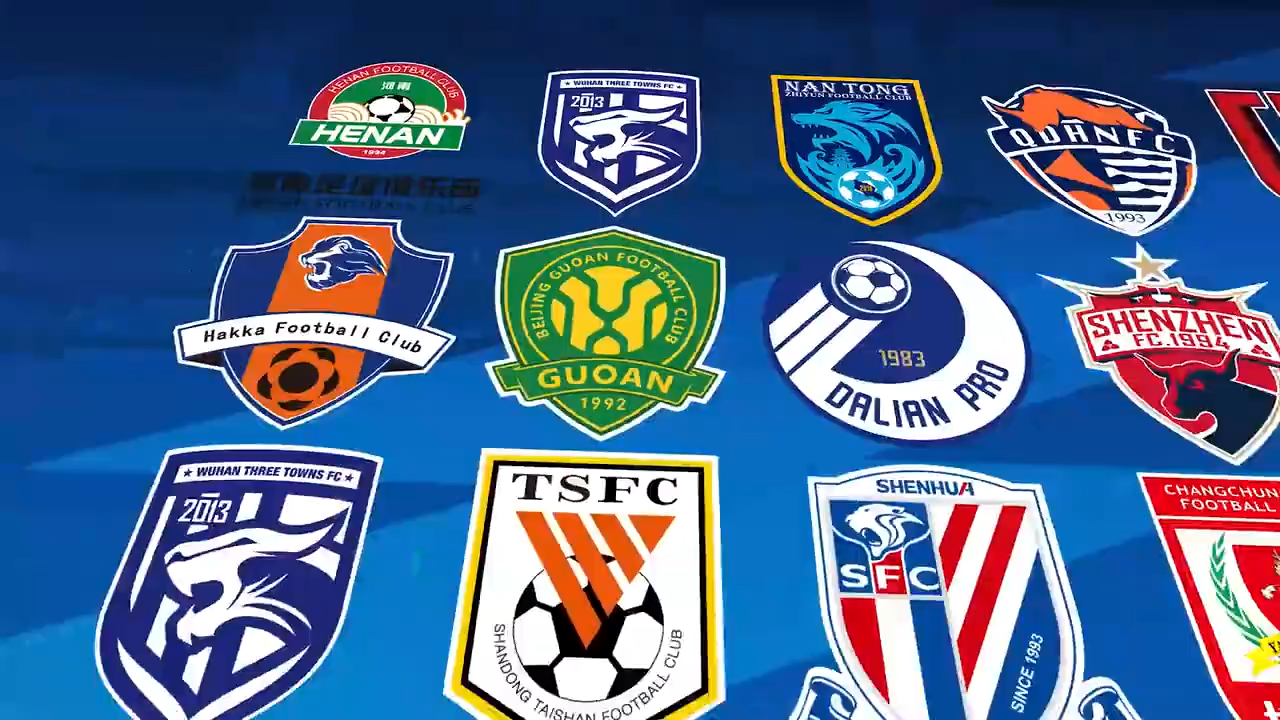 HENAN FOOTBALL CLUB
河南
HENAN
1994
WUHAN THREE TOWNS FC
2013
NAN TONG
ZHIYUN FOOTBALL CLUB
1993
Hakka Football Club
BEIJING GUOAN FOOTBALL CLUB
GUOAN
1992
1983
DALIAN PRO
SHENZHEN
FC.1994
WUHAN THREE TOWNS FC
2013
TSFC
SHANDONG TAISHAN FOOTBALL CLUB
SHENHUA
SFC
SINCE 1993
CHANGCHUN
FOOTBALL